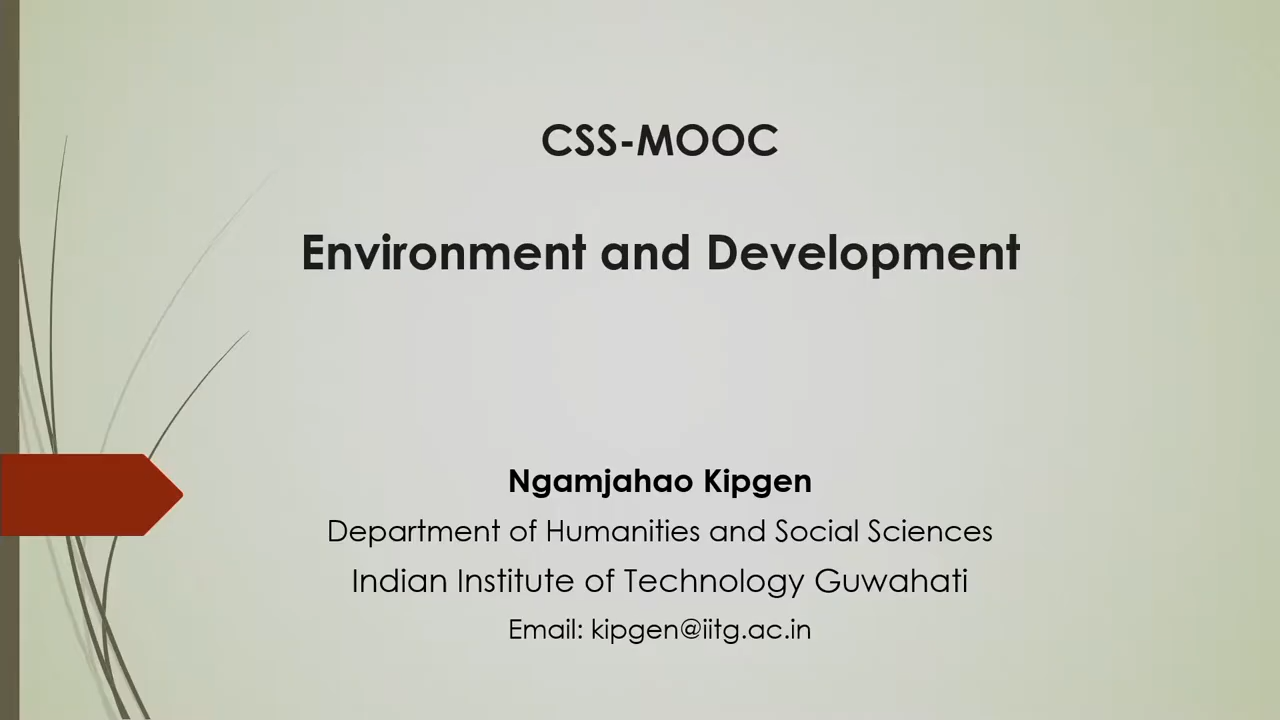 CSS-MOOC
Environment and Development
Ngamjahao Kipgen
Department of Humanities and Social Sciences
Indian Institute of Technology Guwahati
Email: kipgen@iitg.ac.in